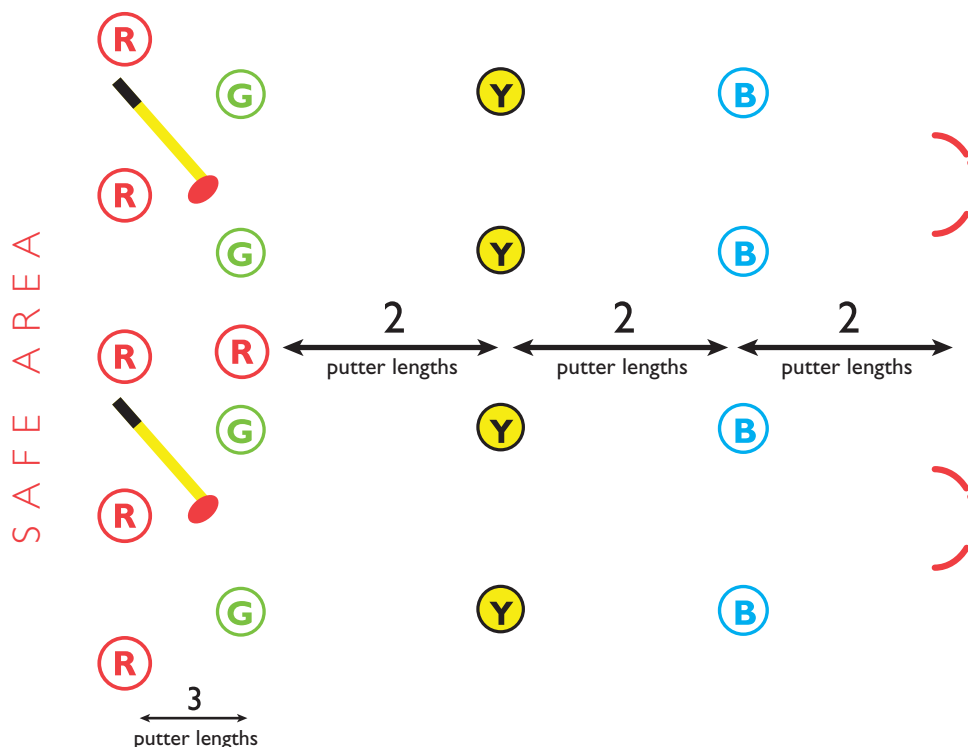 R
G Y B
R
G Y B
SAFE AREA
2 2 2
R R
putter lengths putter lengths putter lengths
G Y B
R
G Y B
R
3
putter lengths